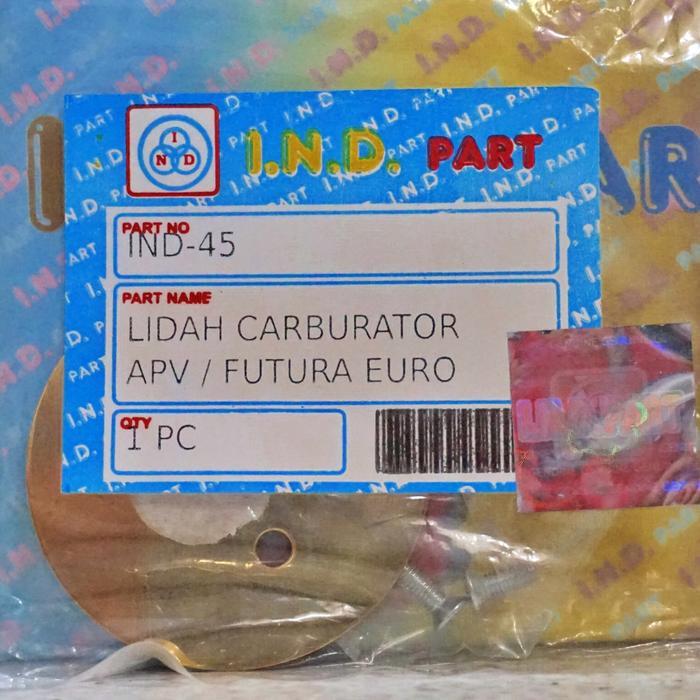 I
N D
I.N.D. PART
PART NO
IND-45
PART NAME
LIDAH CARBURATOR
APV / FUTURA EURO
QTY
1 PC